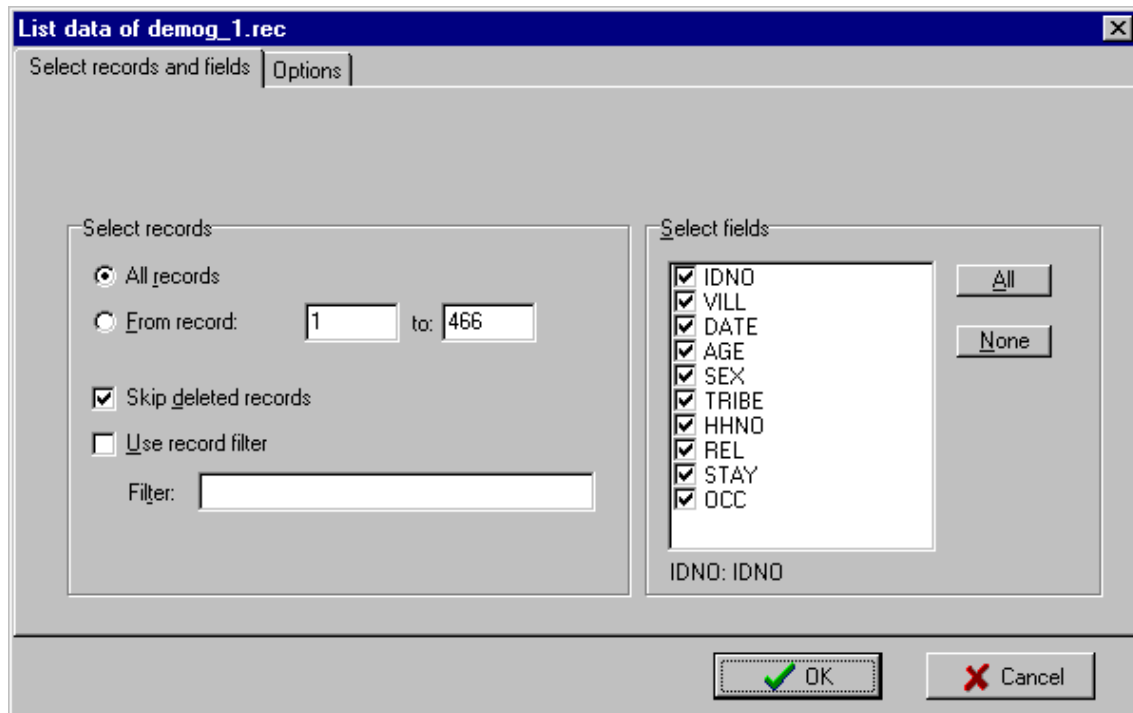 List data of demog_1.rec
Select records and fields
Options
Select records
All records
From record: 1 to: 466
Skip deleted records
Use record filter
Filter:
Select fields
IDNO
VILL
DATE
AGE
SEX
TRIBE
HHNO
REL
STAY
OCC
All
None
IDNO: IDNO
OK
Cancel